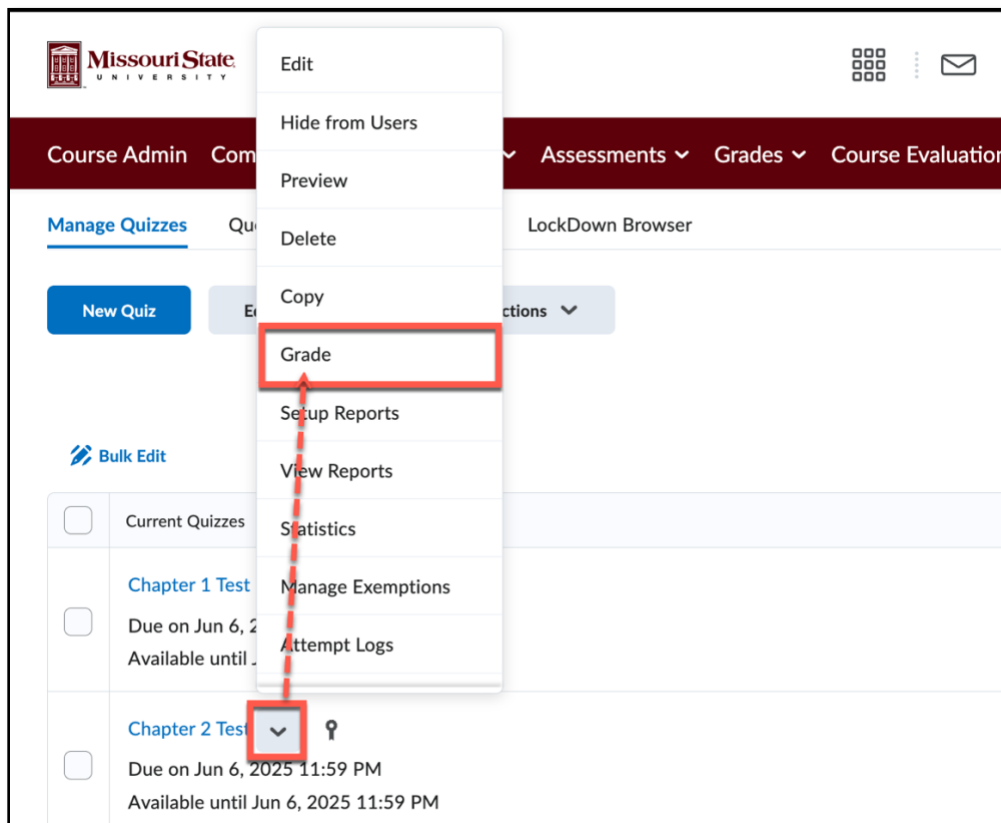 Missouri State
UNIVERSITY
Edit
Hide from Users
Preview
Delete
Copy
Grade
Setup Reports
View Reports
Statistics
Manage Exemptions
Attempt Logs
Course Admin Com Assessments Grades Course Evaluation
Manage Quizzes Qu LockDown Browser
New Quiz E ctions
Bulk Edit
Current Quizzes
Chapter 1 Test
Due on Jun 6, 2
Available until J
Chapter 2 Test
Due on Jun 6, 2025 11:59 PM
Available until Jun 6, 2025 11:59 PM